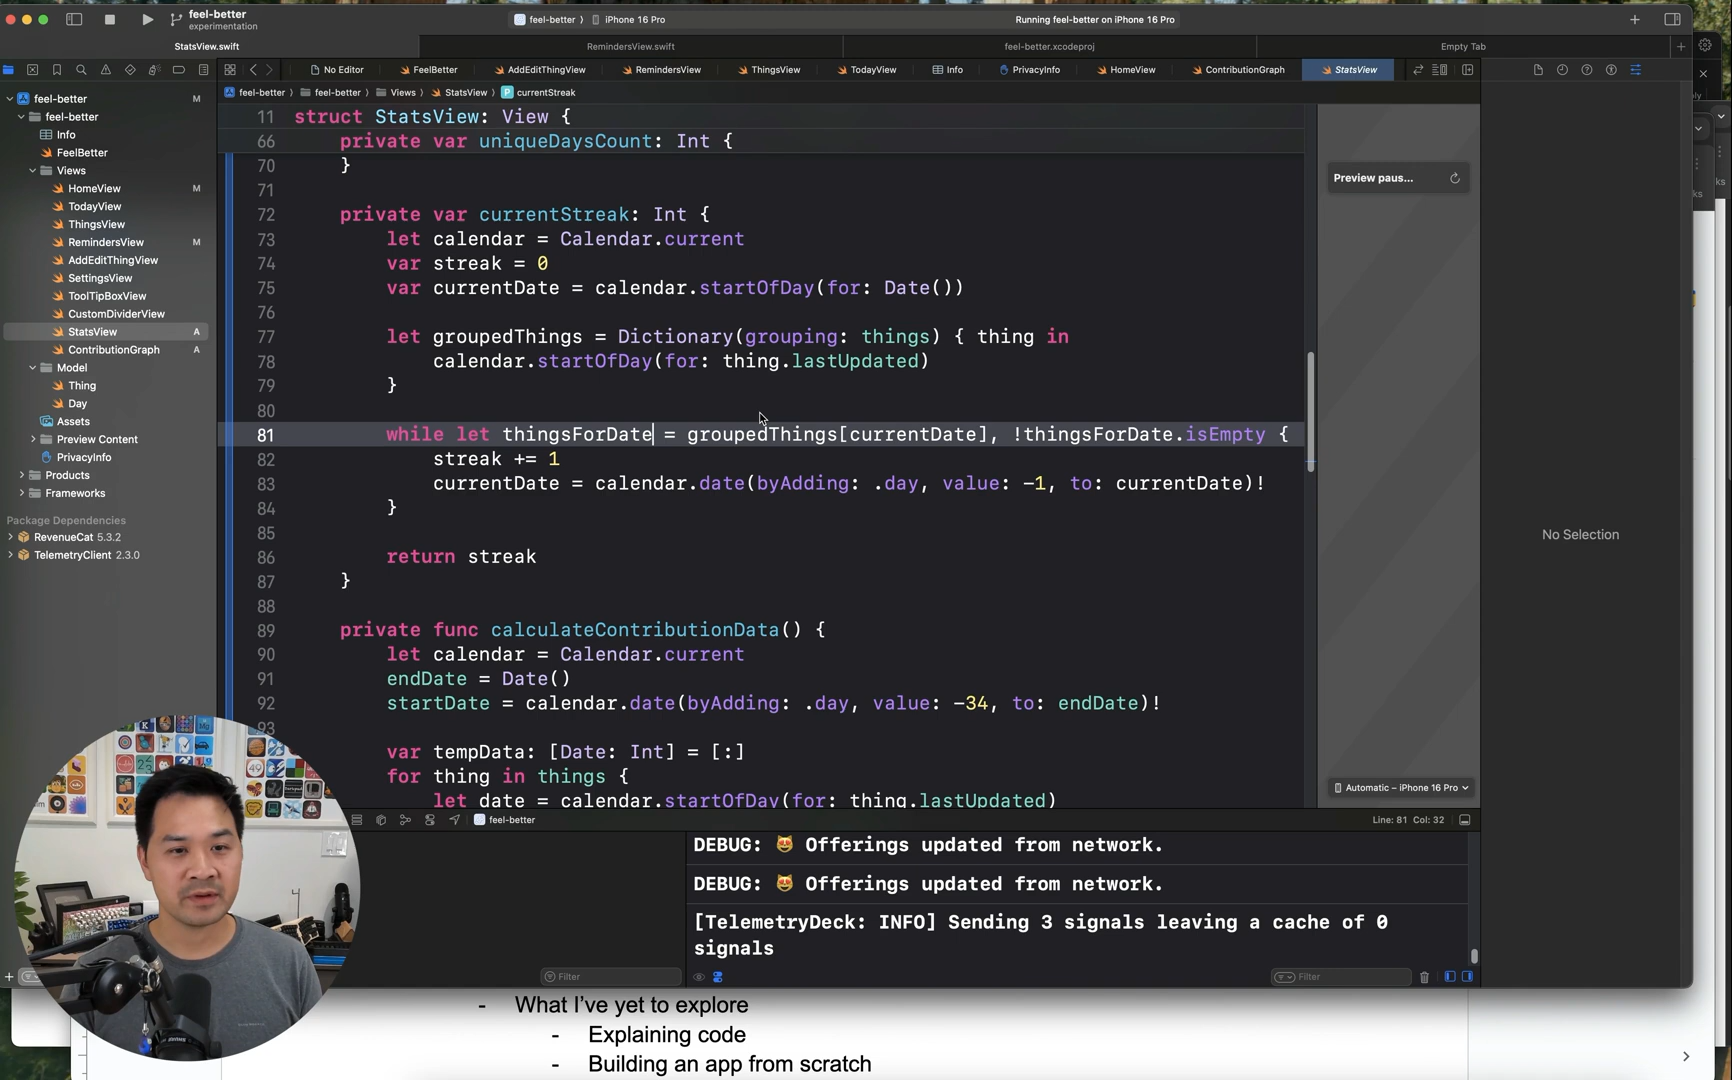 feel-better
experimentation
feel-better
iPhone 16 Pro
Running feel-better on iPhone 16 Pro
StatsView.swift
RemindersView.swift
feel-better.xcodeproj
Empty Tab
No Editor
FeelBetter
AddEditThingView
RemindersView
ThingsView
TodayView
Info
PrivacyInfo
HomeView
ContributionGraph
StatsView
feel-better
feel-better
Views
StatsView
P currentStreak
feel-better M
feel-better
Info
FeelBetter
Views
HomeView M
TodayView
ThingsView
RemindersView M
AddEditThingView
SettingsView
ToolTipBoxView
CustomDividerView
StatsView A
ContributionGraph A
Model
Thing
Day
Assets
Preview Content
PrivacyInfo
Products
Frameworks
Package Dependencies
RevenueCat 5.3.2
TelemetryClient 2.3.0
11 struct StatsView: View {
66 private var uniqueDaysCount: Int {
70 }
71
72 private var currentStreak: Int {
73 let calendar = Calendar.current
74 var streak = 0
75 var currentDate = calendar.startOfDay(for: Date())
76
77 let groupedThings = Dictionary(grouping: things) { thing in
78 calendar.startOfDay(for: thing.lastUpdated)
79 }
80
81 while let thingsForDate = groupedThings[currentDate], !thingsForDate.isEmpty {
82 streak += 1
83 currentDate = calendar.date(byAdding: .day, value: -1, to: currentDate)!
84 }
85
86 return streak
87 }
88
89 private func calculateContributionData() {
90 let calendar = Calendar.current
91 endDate = Date()
92 startDate = calendar.date(byAdding: .day, value: -34, to: endDate)!
93
var tempData: [Date: Int] = [:]
for thing in things {
let date = calendar.startOfDay(for: thing.lastUpdated)
Preview paus...
Automatic – iPhone 16 Pro
No Selection
feel-better
Line: 81 Col: 32
DEBUG: 😻 Offerings updated from network.
DEBUG: 😻 Offerings updated from network.
[TelemetryDeck: INFO] Sending 3 signals leaving a cache of 0
signals
Filter
Filter
- What I've yet to explore
- Explaining code
- Building an app from scratch